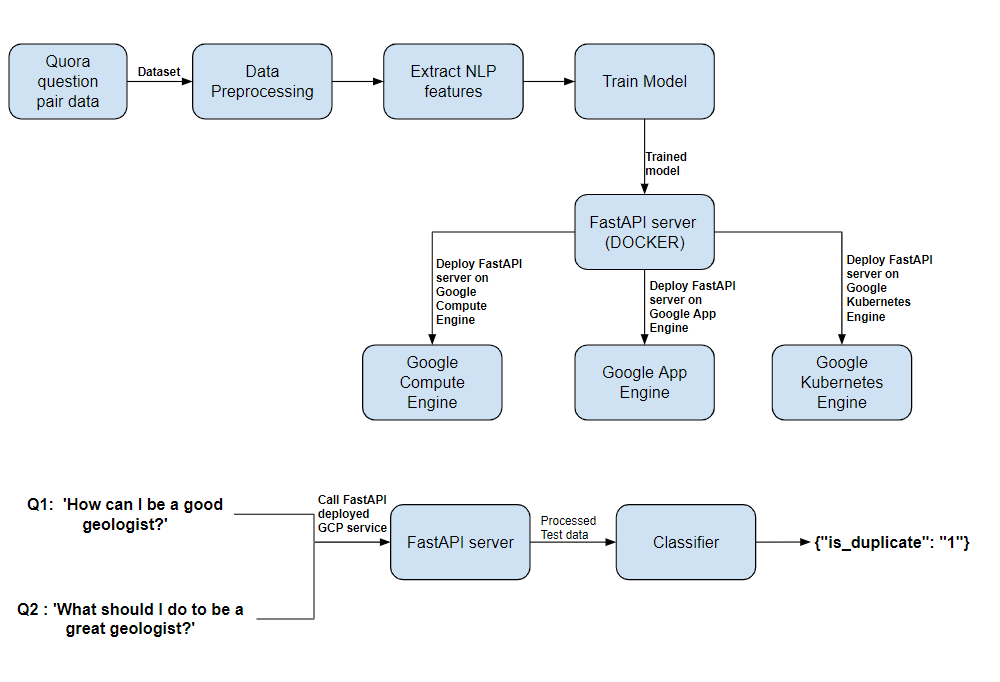 Quora
question
pair data
Dataset
Data
Preprocessing
Extract NLP
features
Train Model
Trained
model
FastAPI server
(DOCKER)
Deploy FastAPI
server on
Google
Compute
Engine
Deploy FastAPI
server on
Google App
Engine
Deploy FastAPI
server on
Google
Kubernetes
Engine
Google
Compute
Engine
Google App
Engine
Google
Kubernetes
Engine
Q1:  'How can I be a good
geologist?'
Q2 : 'What should I do to be a
great geologist?'
Call FastAPI
deployed
GCP service
FastAPI server
Processed
Test data
Classifier
{"is_duplicate": "1"}